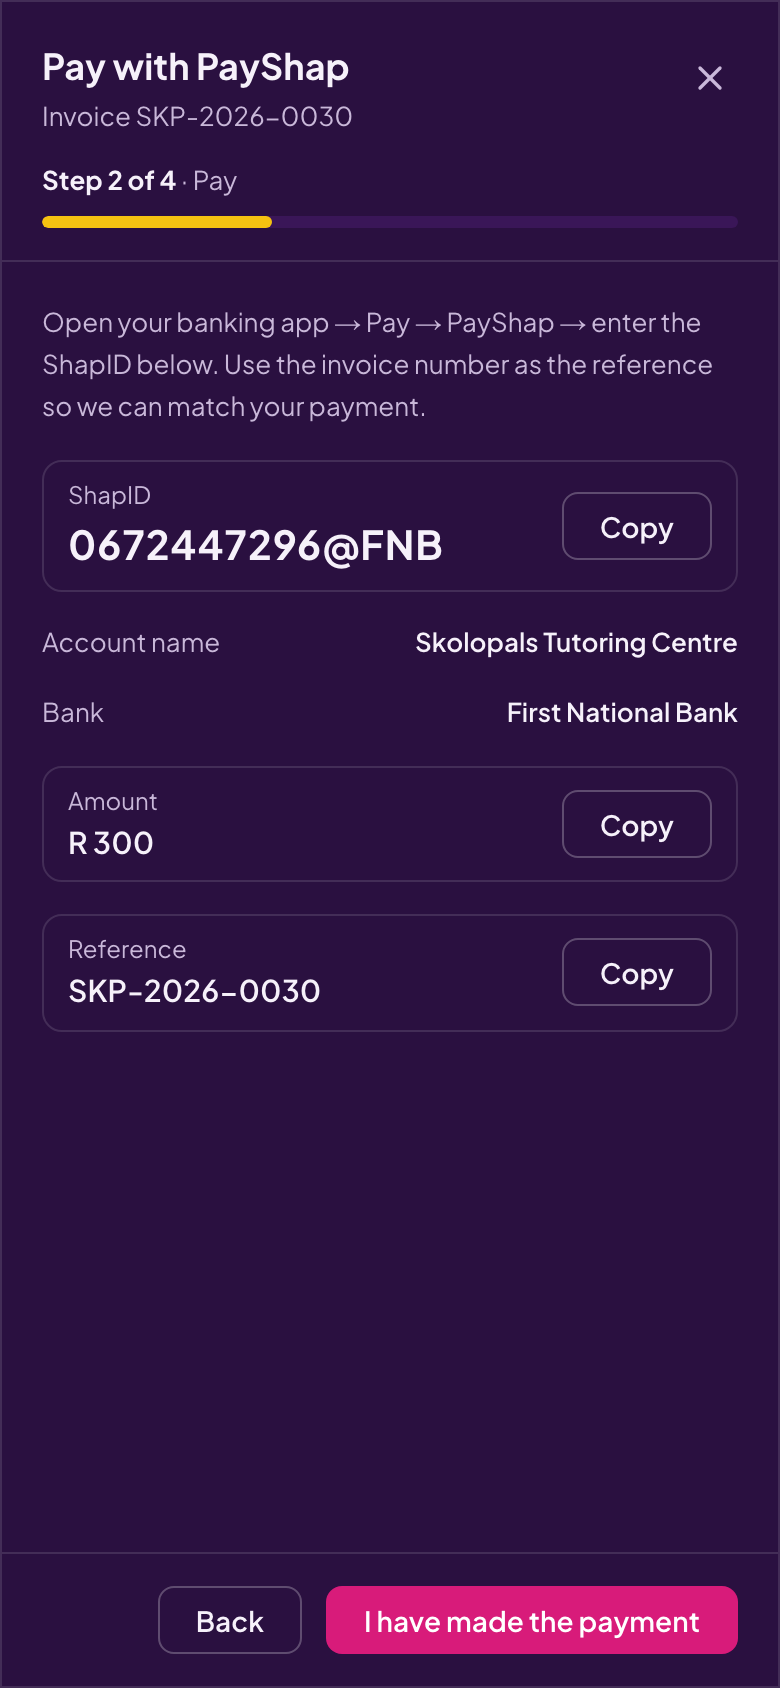 Pay with PayShap
Invoice SKP-2026-0030
Step 2 of 4 · Pay
Open your banking app → Pay → PayShap → enter the
ShapID below. Use the invoice number as the reference
so we can match your payment.
ShapID
0672447296@FNB
Copy
Account name
Skolopals Tutoring Centre
Bank
First National Bank
Amount
R 300
Copy
Reference
SKP-2026-0030
Copy
Back
I have made the payment